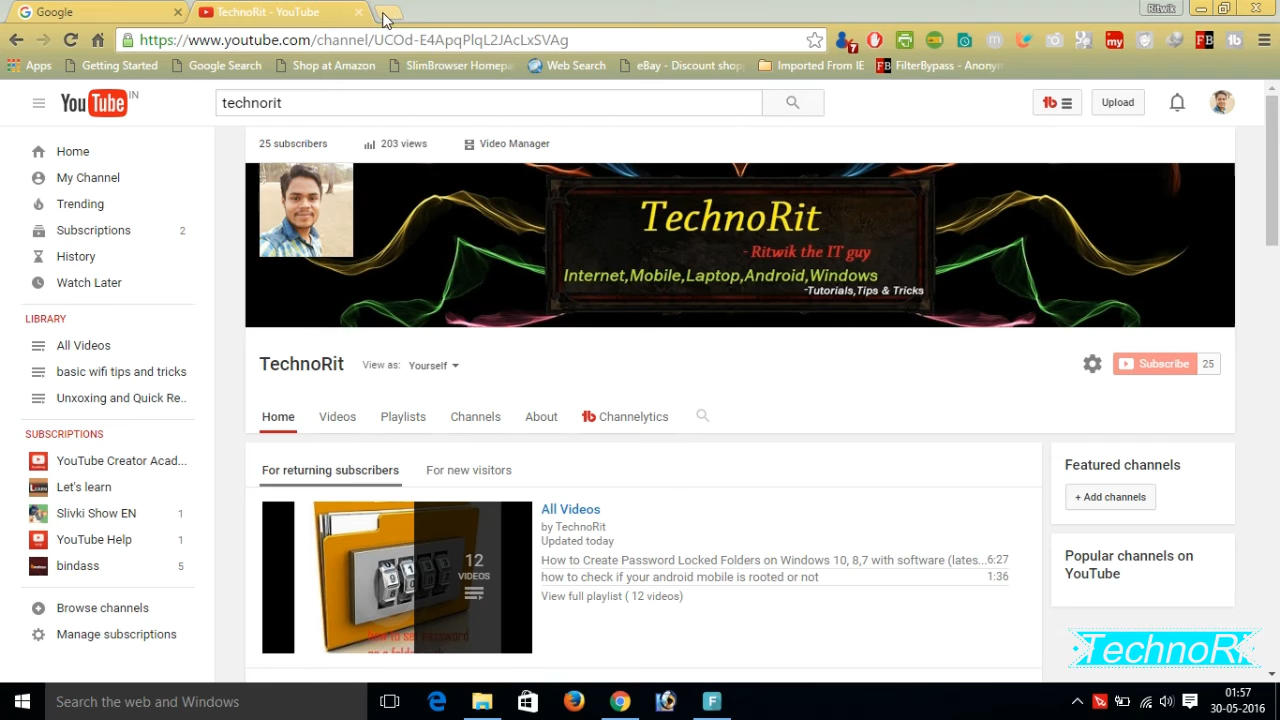 Google
TechnoRit - YouTube
Ritwik
https://www.youtube.com/channel/UCOd-E4ApqPlqL2JAcLxSVAg
7
Apps
Getting Started
Google Search
Shop at Amazon
SlimBrowser Homepa
Web Search
eBay - Discount shop
Imported From IE
FilterBypass - Anonym
YouTube IN
technorit
Upload
Home
My Channel
Trending
Subscriptions 2
History
Watch Later
LIBRARY
All Videos
basic wifi tips and tricks
Unxoxing and Quick Re..
SUBSCRIPTIONS
YouTube Creator Acad...
Let's learn
Slivki Show EN 1
YouTube Help 1
bindass 5
Browse channels
Manage subscriptions
25 subscribers
203 views
Video Manager
TechnoRit
- Ritwik the IT guy
Internet,Mobile,Laptop,Android,Windows
-Tutorials,Tips & Tricks
TechnoRit
View as: Yourself
Subscribe 25
Home
Videos
Playlists
Channels
About
Channelytics
For returning subscribers
For new visitors
12
VIDEOS
All Videos
by TechnoRit
Updated today
How to Create Password Locked Folders on Windows 10, 8,7 with software (lates... 6:27
how to check if your android mobile is rooted or not 1:36
View full playlist ( 12 videos)
Featured channels
+ Add channels
Popular channels on
YouTube
Search the web and Windows
01:57
30-05-2016